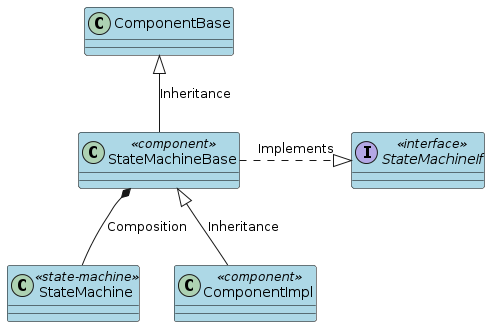 C ComponentBase
Inheritance
C «component»
StateMachineBase
Implements
I «interface»
StateMachineIf
Composition
Inheritance
C «state-machine»
StateMachine
C «component»
ComponentImpl